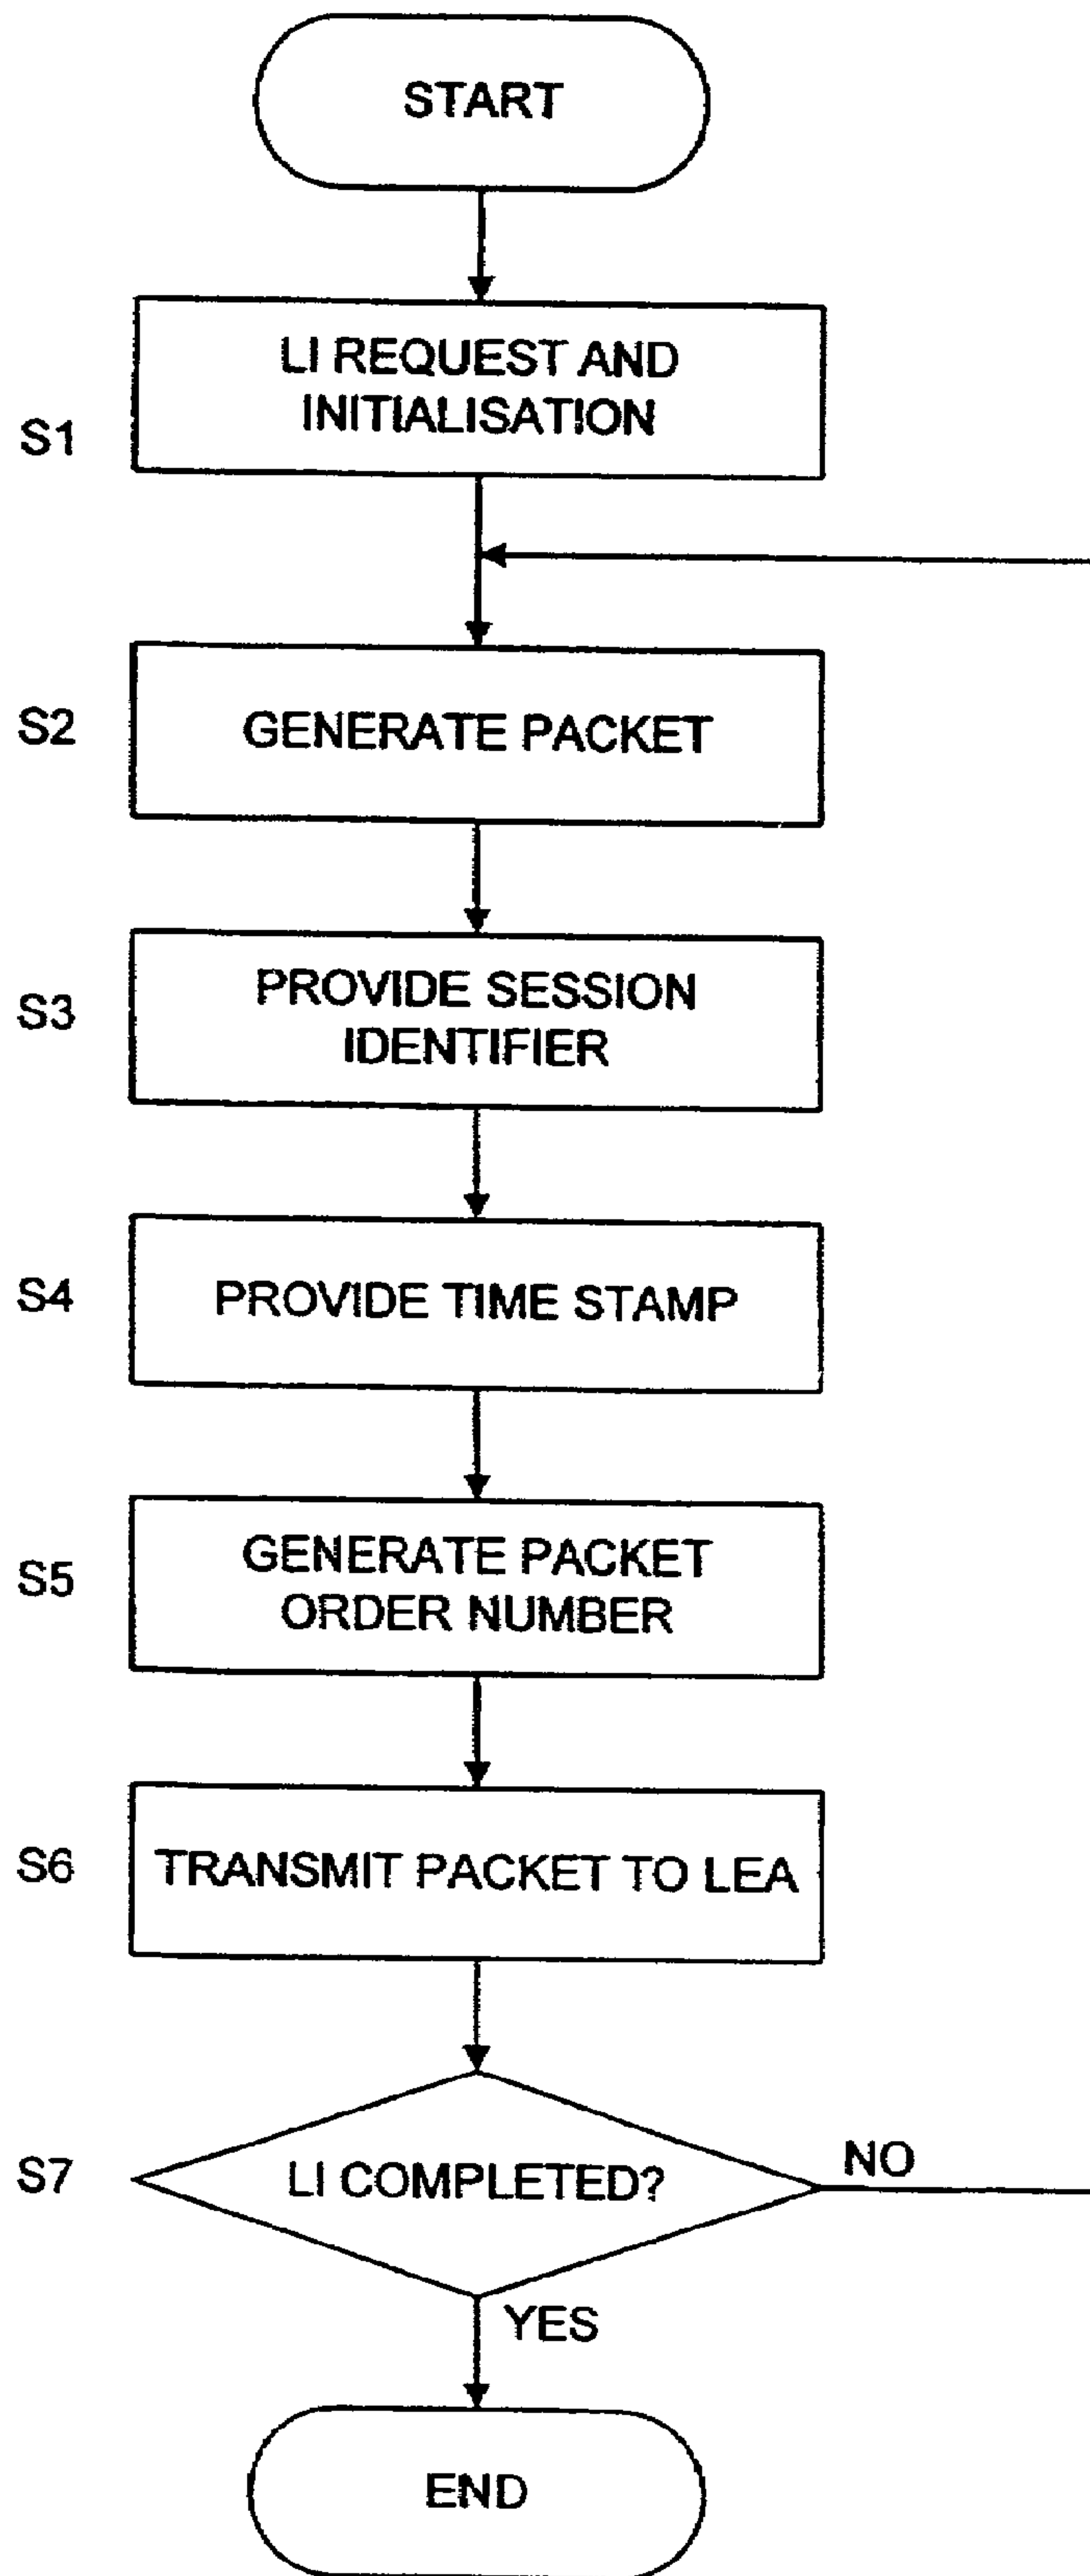 START
LI REQUEST AND
INITIALISATION
S1
S2
GENERATE PACKET
PROVIDE SESSION
IDENTIFIER
S3
S4
PROVIDE TIME STAMP
GENERATE PACKET
ORDER NUMBER
S5
S6
TRANSMIT PACKET TO LEA
S7
LI COMPLETED?
NO
YES
END